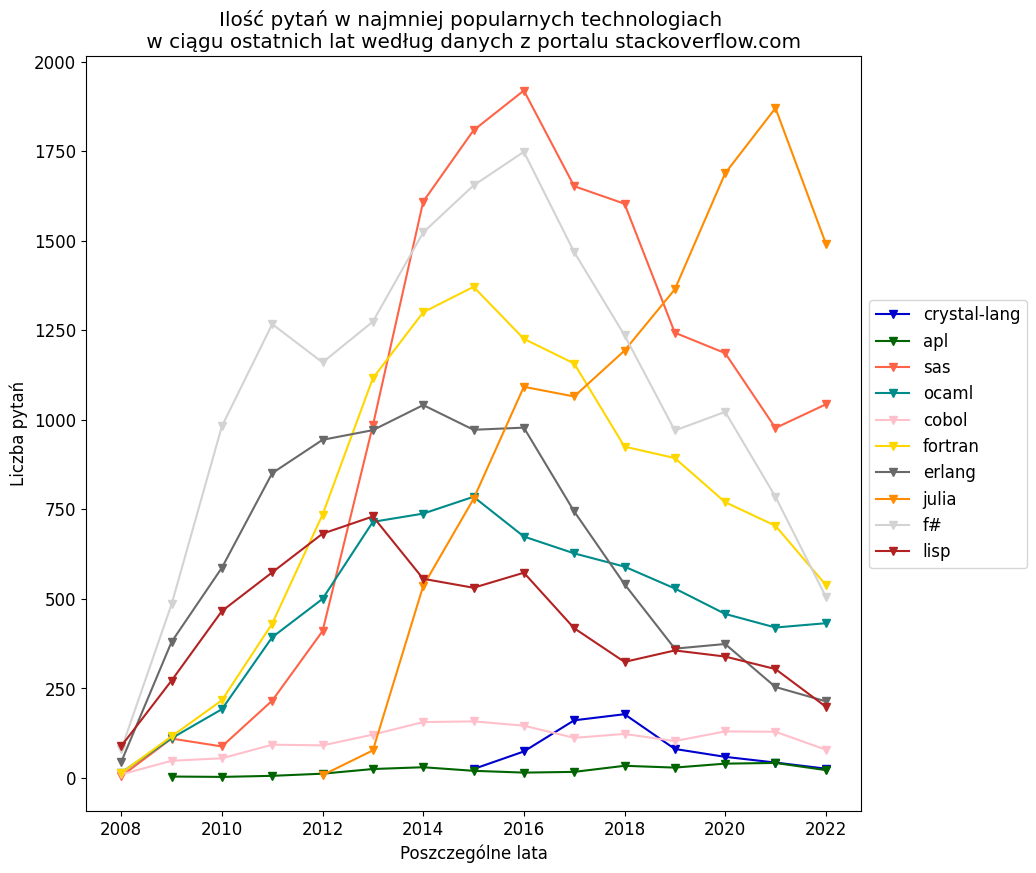 Ilość pytań w najmniej popularnych technologiach
w ciągu ostatnich lat według danych z portalu stackoverflow.com
2000
1750
1500
1250
1000
750
500
250
0
Liczba pytań
2008 2010 2012 2014 2016 2018 2020 2022
Poszczególne lata
crystal-lang
apl
sas
ocaml
cobol
fortran
erlang
julia
f#
lisp